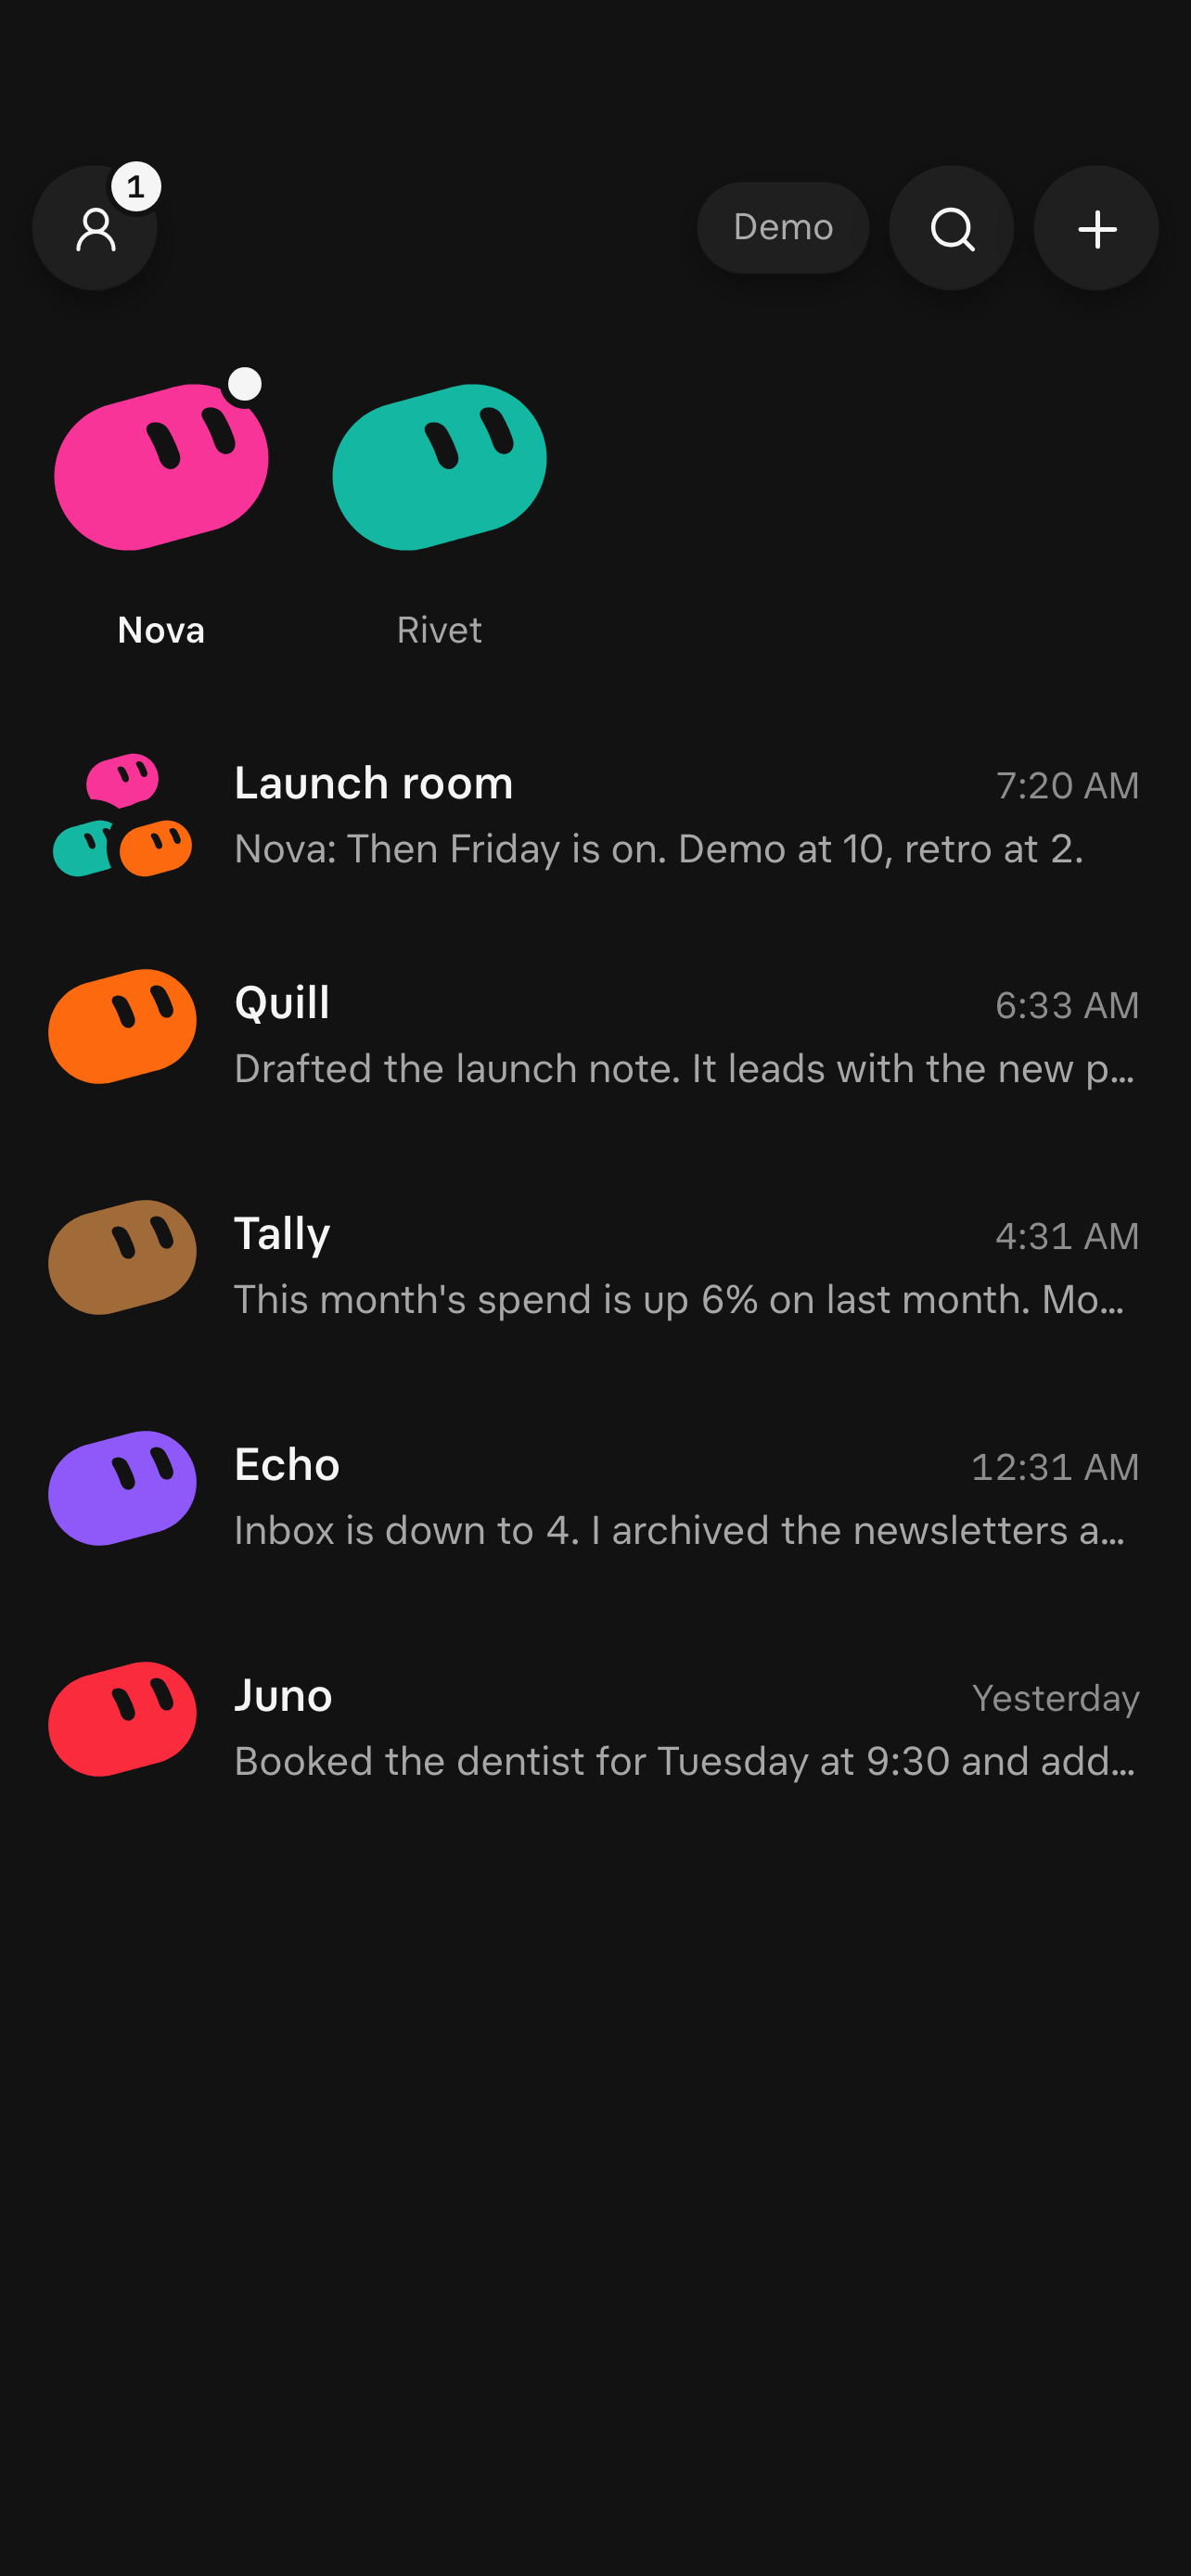 1
Demo
Nova
Rivet
Launch room
7:20 AM
Nova: Then Friday is on. Demo at 10, retro at 2.
Quill
6:33 AM
Drafted the launch note. It leads with the new p...
Tally
4:31 AM
This month's spend is up 6% on last month. Mo...
Echo
12:31 AM
Inbox is down to 4. I archived the newsletters a...
Juno
Yesterday
Booked the dentist for Tuesday at 9:30 and add...